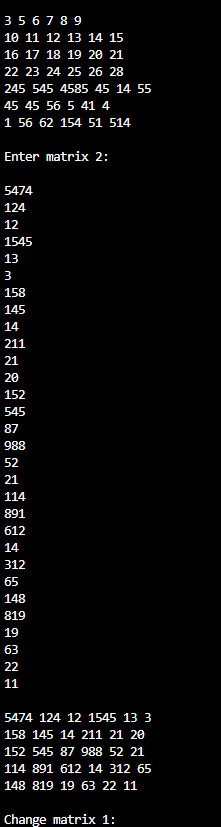 3 5 6 7 8 9
10 11 12 13 14 15
16 17 18 19 20 21
22 23 24 25 26 28
245 545 4585 45 14 55
45 45 56 5 41 4
1 56 62 154 51 514
Enter matrix 2:
5474
124
12
1545
13
3
158
145
14
211
21
20
152
545
87
988
52
21
114
891
612
14
312
65
148
819
19
63
22
11
5474 124 12 1545 13 3
158 145 14 211 21 20
152 545 87 988 52 21
114 891 612 14 312 65
148 819 19 63 22 11
Change matrix 1: